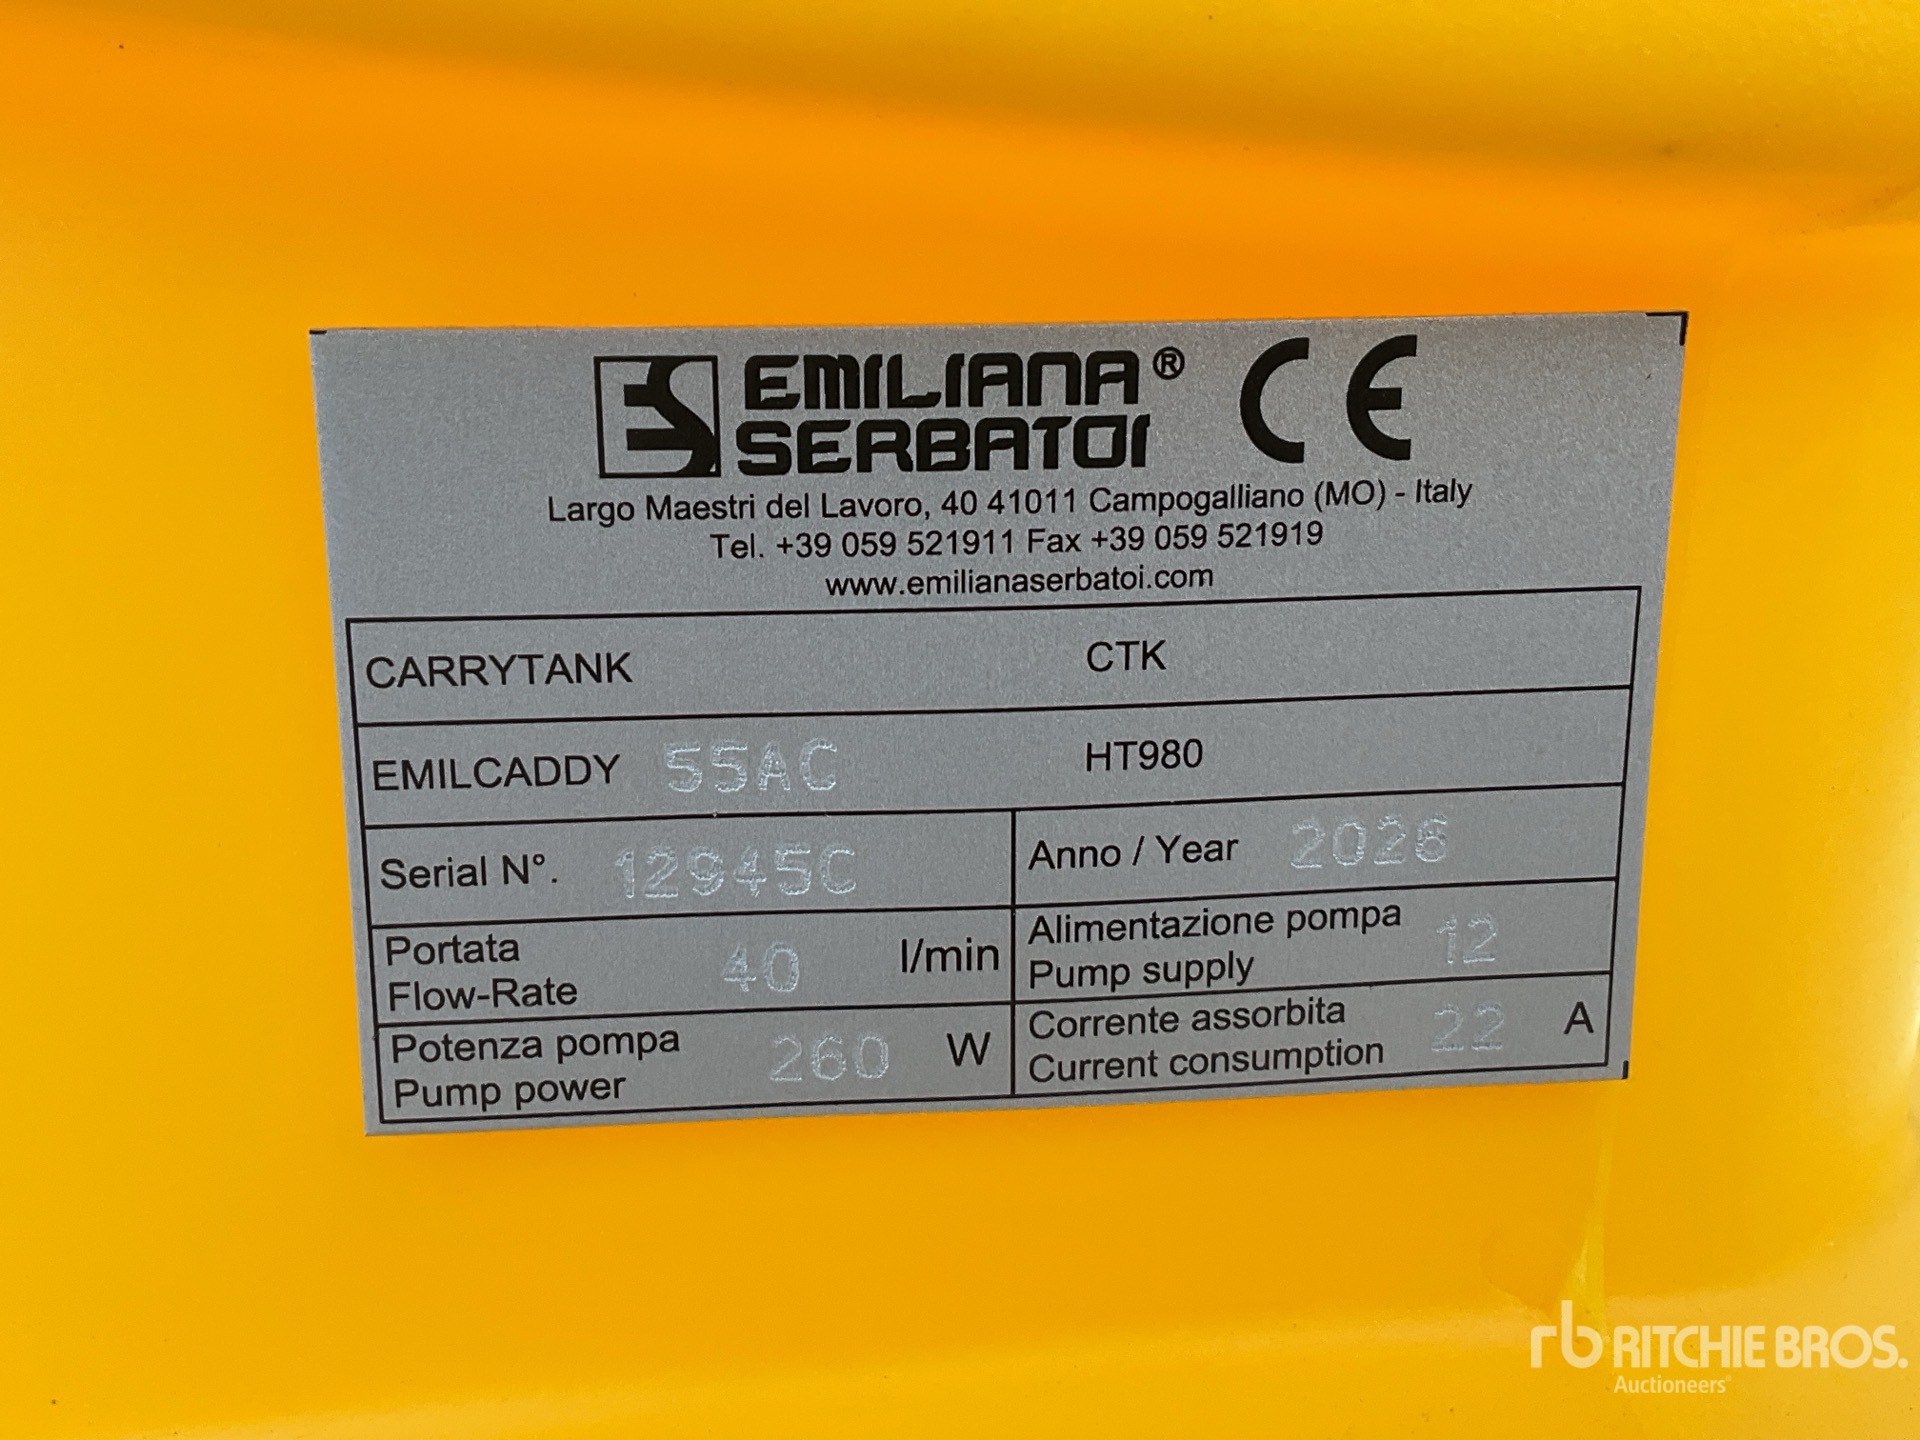 ES EMILIANA®
SERBATOI
CE
Largo Maestri del Lavoro, 40 41011 Campogalliano (MO) - Italy
Tel. +39 059 521911 Fax +39 059 521919
www.emilianaserbatoi.com
CARRYTANK CTK
EMILCADDY 55AC HT980
Serial N°. 12945C Anno / Year 2026
Portata
Flow-Rate 40 l/min
Alimentazione pompa
Pump supply 12
Potenza pompa
Pump power 260 W
Corrente assorbita
Current consumption 22 A
rb RITCHIE BROS.
Auctioneers